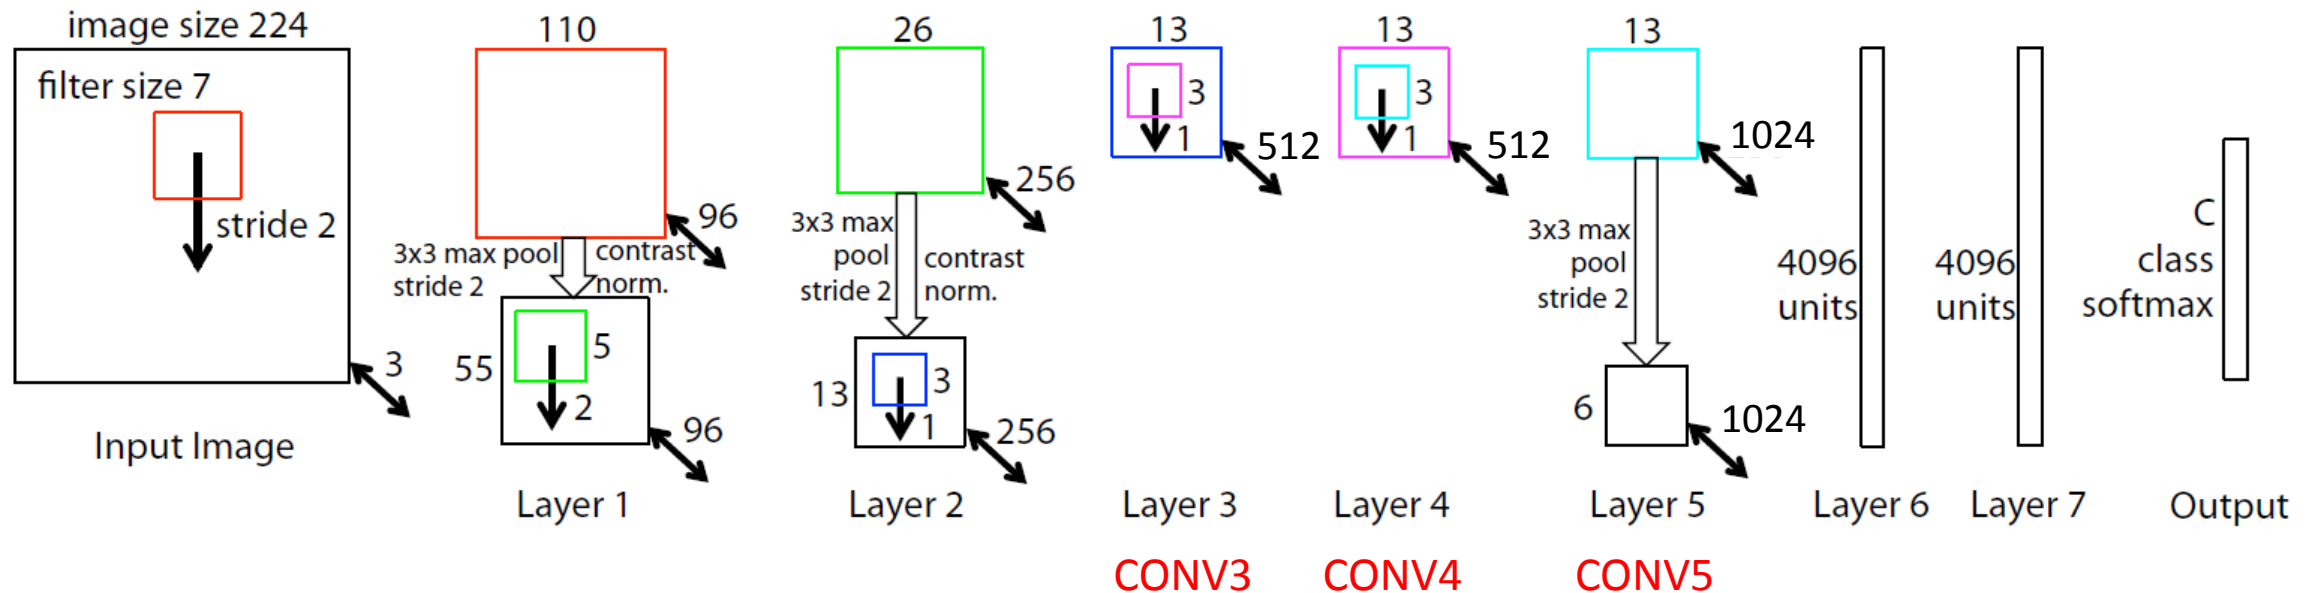 image size 224
filter size 7
stride 2
3
Input Image
110
96
3x3 max pool
stride 2
contrast
norm.
55
5
2
96
Layer 1
26
256
3x3 max
pool
stride 2
contrast
norm.
13
3
1
256
Layer 2
13
3
1
512
Layer 3
CONV3
13
3
1
512
Layer 4
CONV4
13
1024
3x3 max
pool
stride 2
6
1024
Layer 5
CONV5
4096
units
Layer 6
4096
units
Layer 7
C
class
softmax
Output